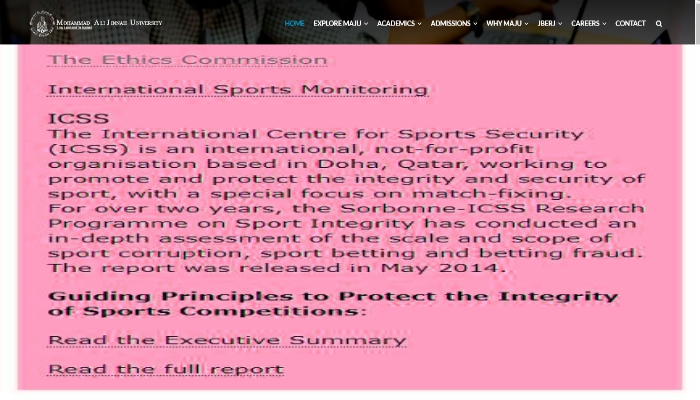 Mohammad Ali Jinnah University
HOME EXPLORE MAJU ACADEMICS ADMISSIONS WHY MAJU JBERJ CAREERS CONTACT
The Ethics Commission
International Sports Monitoring
ICSS
The International Centre for Sports Security
(ICSS) is an international, not-for-profit
organisation based in Doha, Qatar, working to
promote and protect the integrity and security of
sport, with a special focus on match-fixing.
For over two years, the Sorbonne-ICSS Research
Programme on Sport Integrity has conducted an
in-depth assessment of the scale and scope of
sport corruption, sport betting and betting fraud.
The report was released in May 2014.
Guiding Principles to Protect the Integrity
of Sports Competitions:
Read the Executive Summary
Read the full report